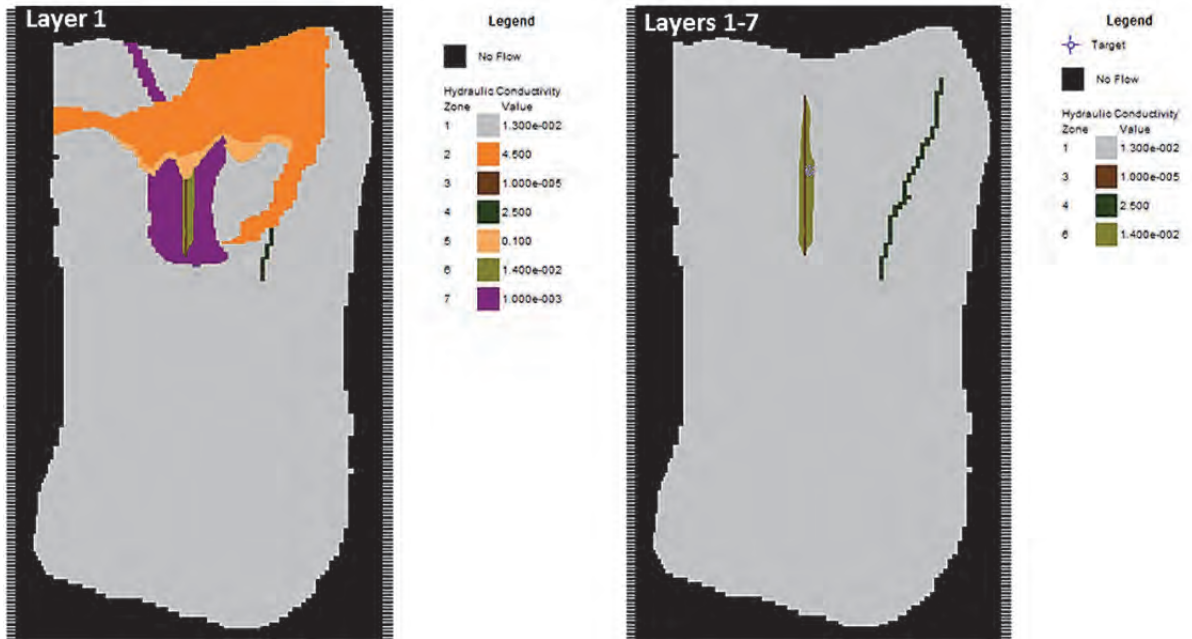 Layer 1
Legend
No Flow
Hydraulic Conductivity
Zone Value
1 1.300e-002
2 4.500
3 1.000e-005
4 2.500
5 0.100
6 1.400e-002
7 1.000e-003
Layers 1-7
Legend
Target
No Flow
Hydraulic Conductivity
Zone Value
1 1.300e-002
3 1.000e-005
4 2.500
6 1.400e-002